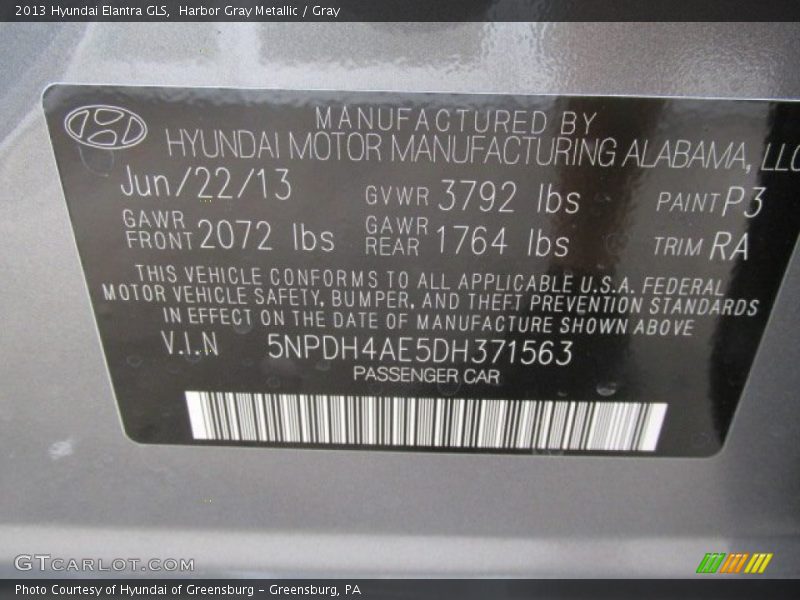 2013 Hyundai Elantra GLS, Harbor Gray Metallic / Gray
MANUFACTURED BY
HYUNDAI MOTOR MANUFACTURING ALABAMA, LLC
Jun/22/13 GVWR 3792 lbs PAINT P3
GAWR FRONT 2072 lbs GAWR REAR 1764 lbs TRIM RA
THIS VEHICLE CONFORMS TO ALL APPLICABLE U.S.A. FEDERAL
MOTOR VEHICLE SAFETY, BUMPER, AND THEFT PREVENTION STANDARDS
IN EFFECT ON THE DATE OF MANUFACTURE SHOWN ABOVE
V.I.N 5NPDH4AE5DH371563
PASSENGER CAR
GTCARLOT.COM
Photo Courtesy of Hyundai of Greensburg - Greensburg, PA